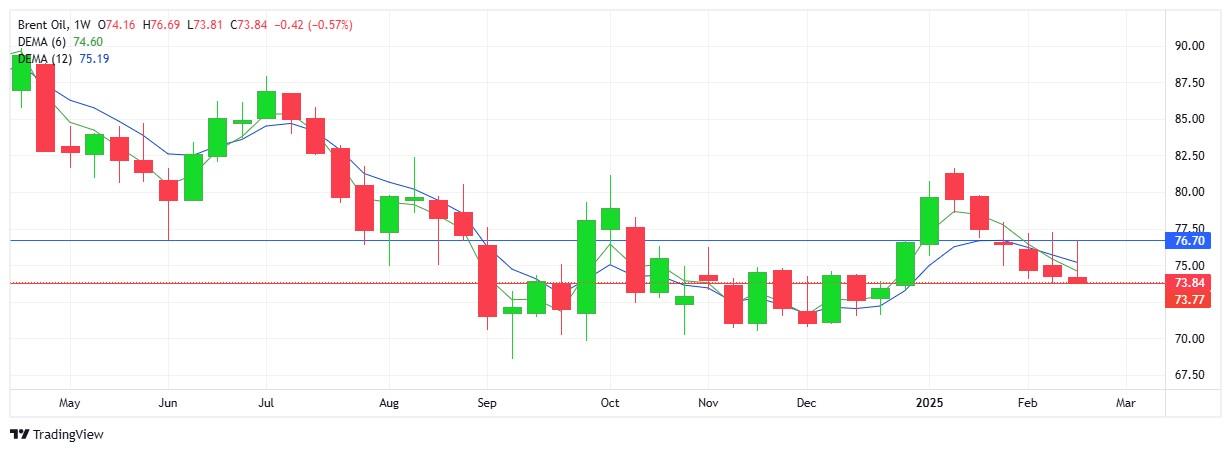 Brent Oil, 1W O74.16 H76.69 L73.81 C73.84 −0.42 (−0.57%)
DEMA (6) 74.60
DEMA (12) 75.19
90.00
87.50
85.00
82.50
80.00
77.50
76.70
75.00
73.84
73.77
70.00
67.50
May Jun Jul Aug Sep Oct Nov Dec 2025 Feb Mar
TradingView